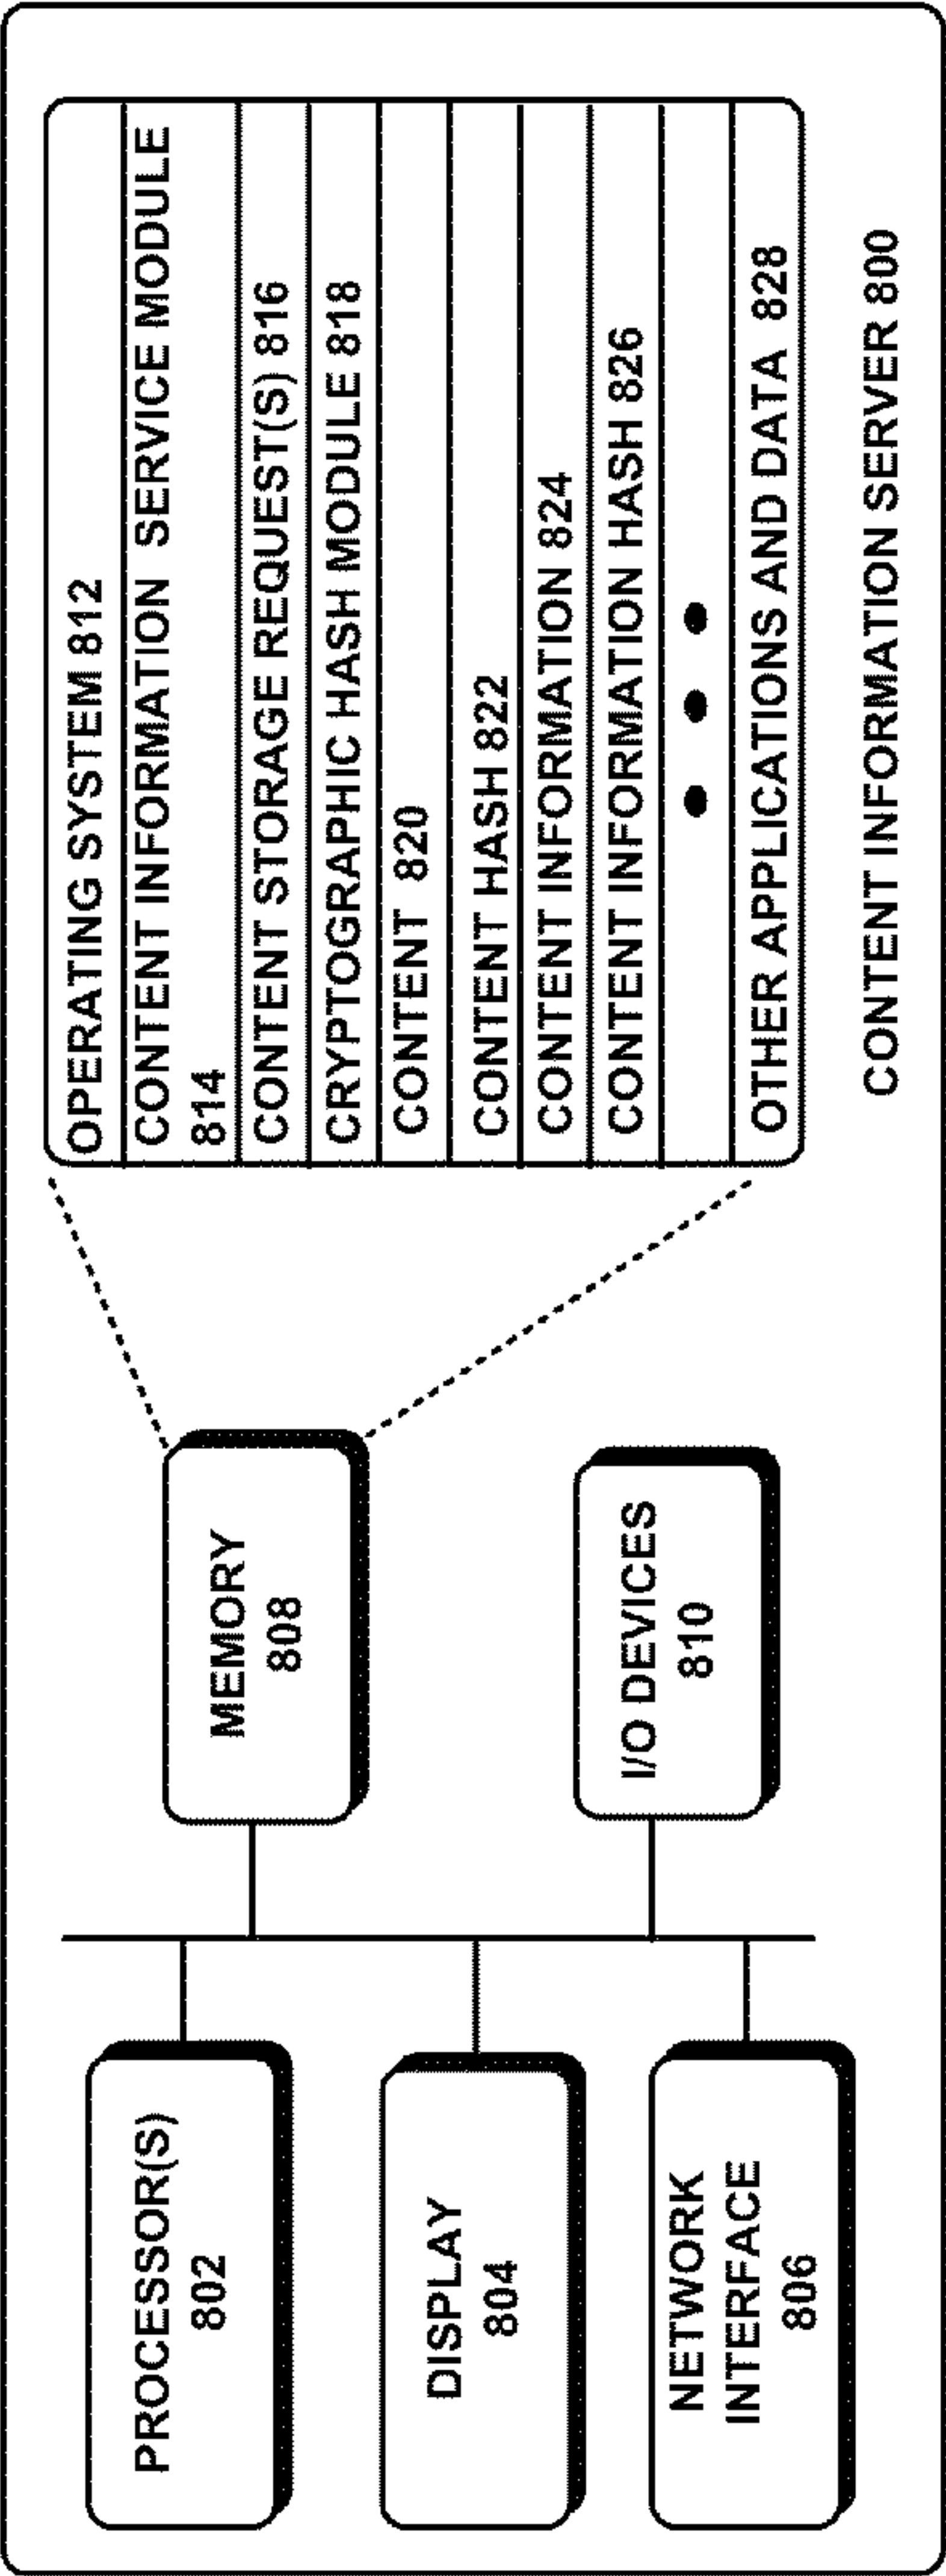 PROCESSOR(S)
802
DISPLAY
804
NETWORK
INTERFACE
806
MEMORY
808
I/O DEVICES
810
OPERATING SYSTEM 812
CONTENT INFORMATION SERVICE MODULE
814
CONTENT STORAGE REQUEST(S) 816
CRYPTOGRAPHIC HASH MODULE 818
CONTENT 820
CONTENT HASH 822
CONTENT INFORMATION 824
CONTENT INFORMATION HASH 826
OTHER APPLICATIONS AND DATA 828
CONTENT INFORMATION SERVER 800